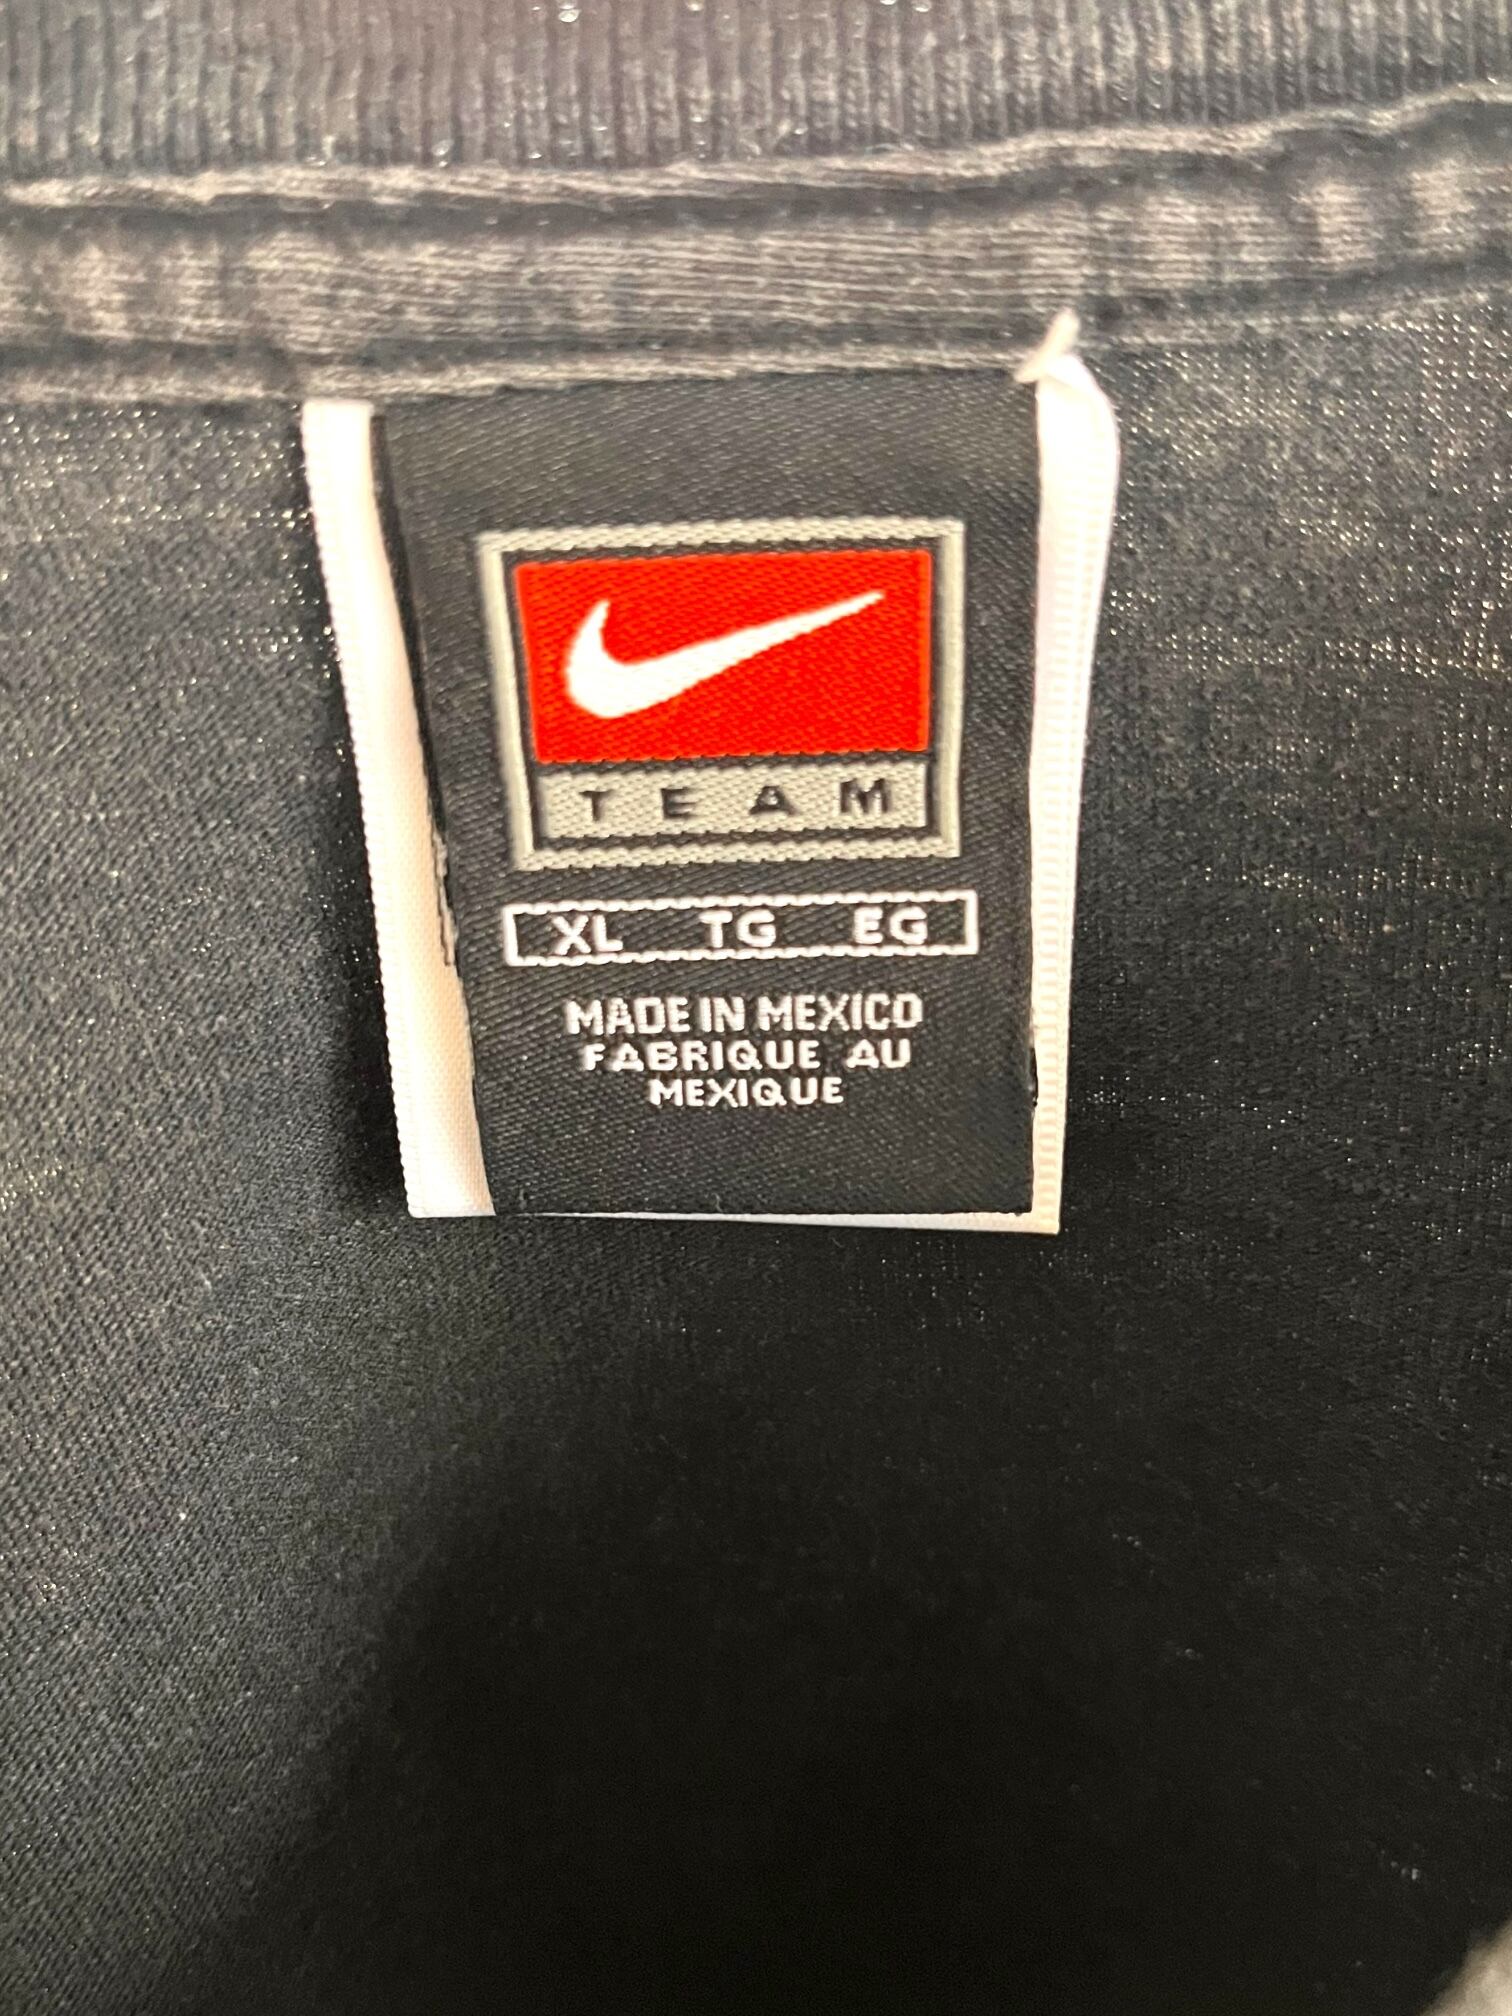 TEAM
XL TG EG
MADE IN MEXICO
FABRIQUE AU
MEXIQUE